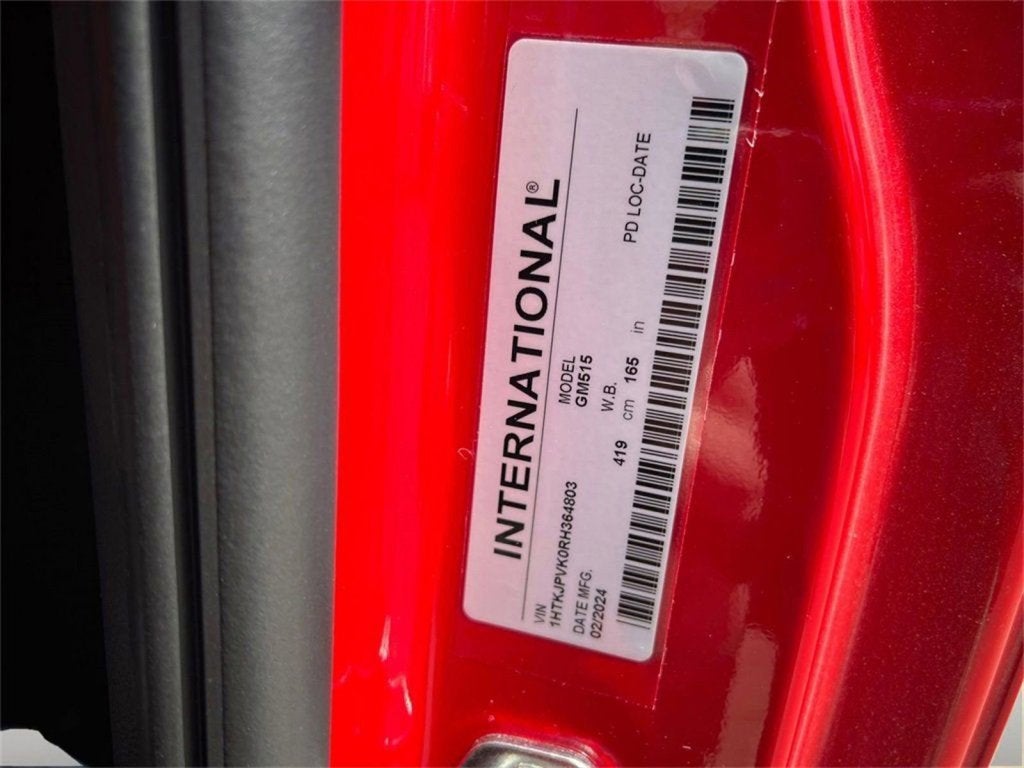 INTERNATIONAL®
VIN MODEL
1HTKJPVK0RH364803 GM515
DATE MFG. W.B. PD LOC-DATE
02/2024 419 cm 165 in